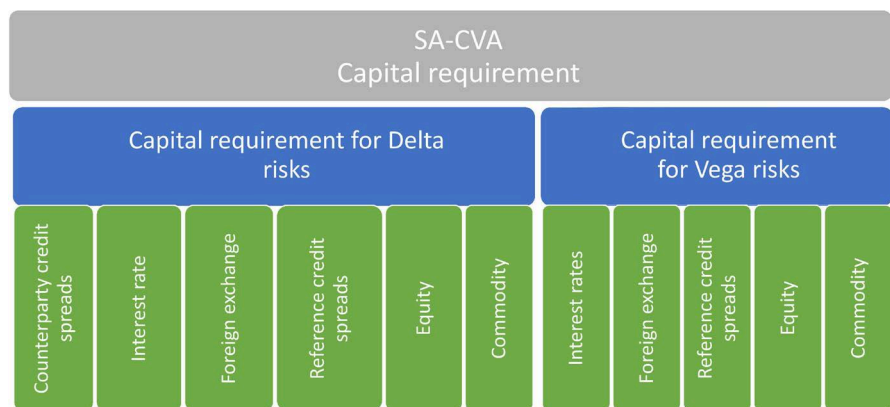 SA-CVA
Capital requirement
Capital requirement for Delta
risks
Capital requirement
for Vega risks
Counterparty credit
spreads
Interest rate
Foreign exchange
Reference credit
spreads
Equity
Commodity
Interest rates
Foreign exchange
Reference credit
spreads
Equity
Commodity